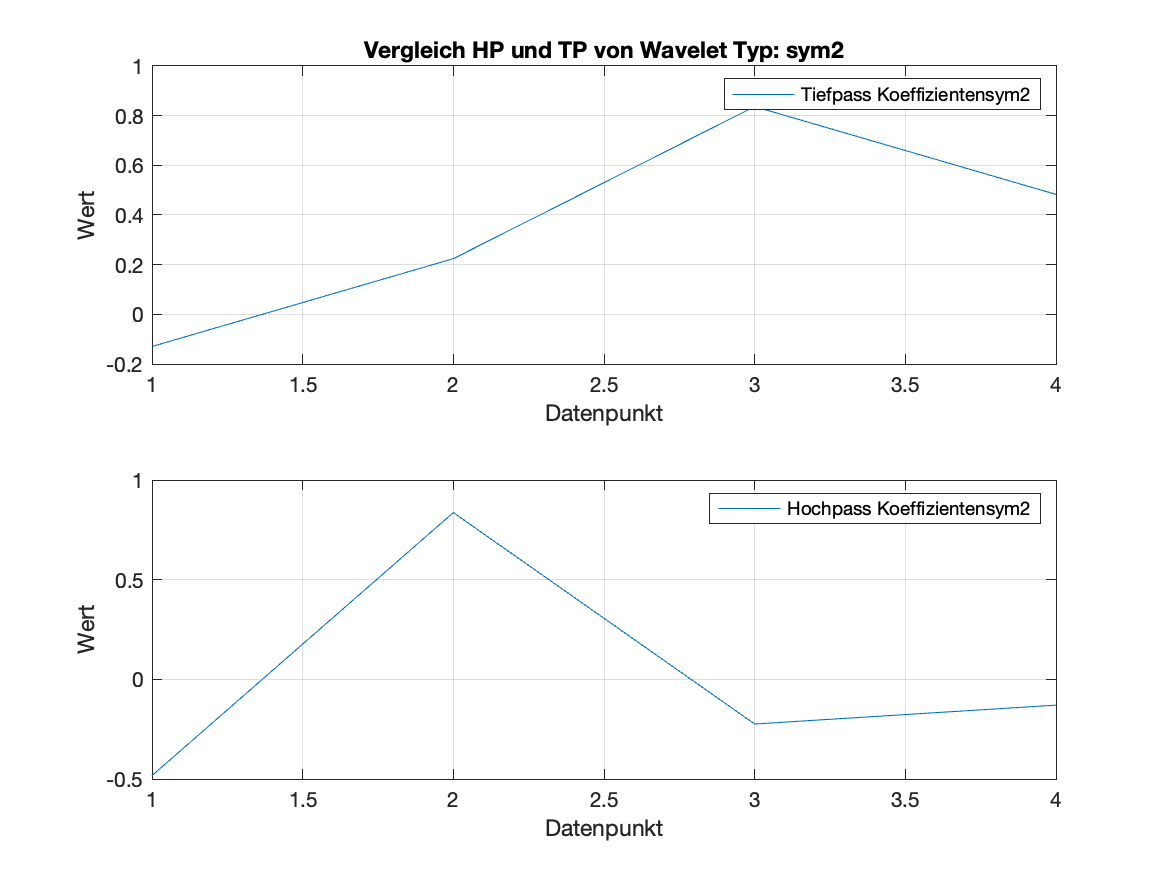 Vergleich HP und TP von Wavelet Typ: sym2
1
Tiefpass Koeffizientensym2
0.8
0.6
Wert
0.4
0.2
0
-0.2
1 1.5 2 2.5 3 3.5 4
Datenpunkt
1
Hochpass Koeffizientensym2
0.5
Wert
0
-0.5
1 1.5 2 2.5 3 3.5 4
Datenpunkt